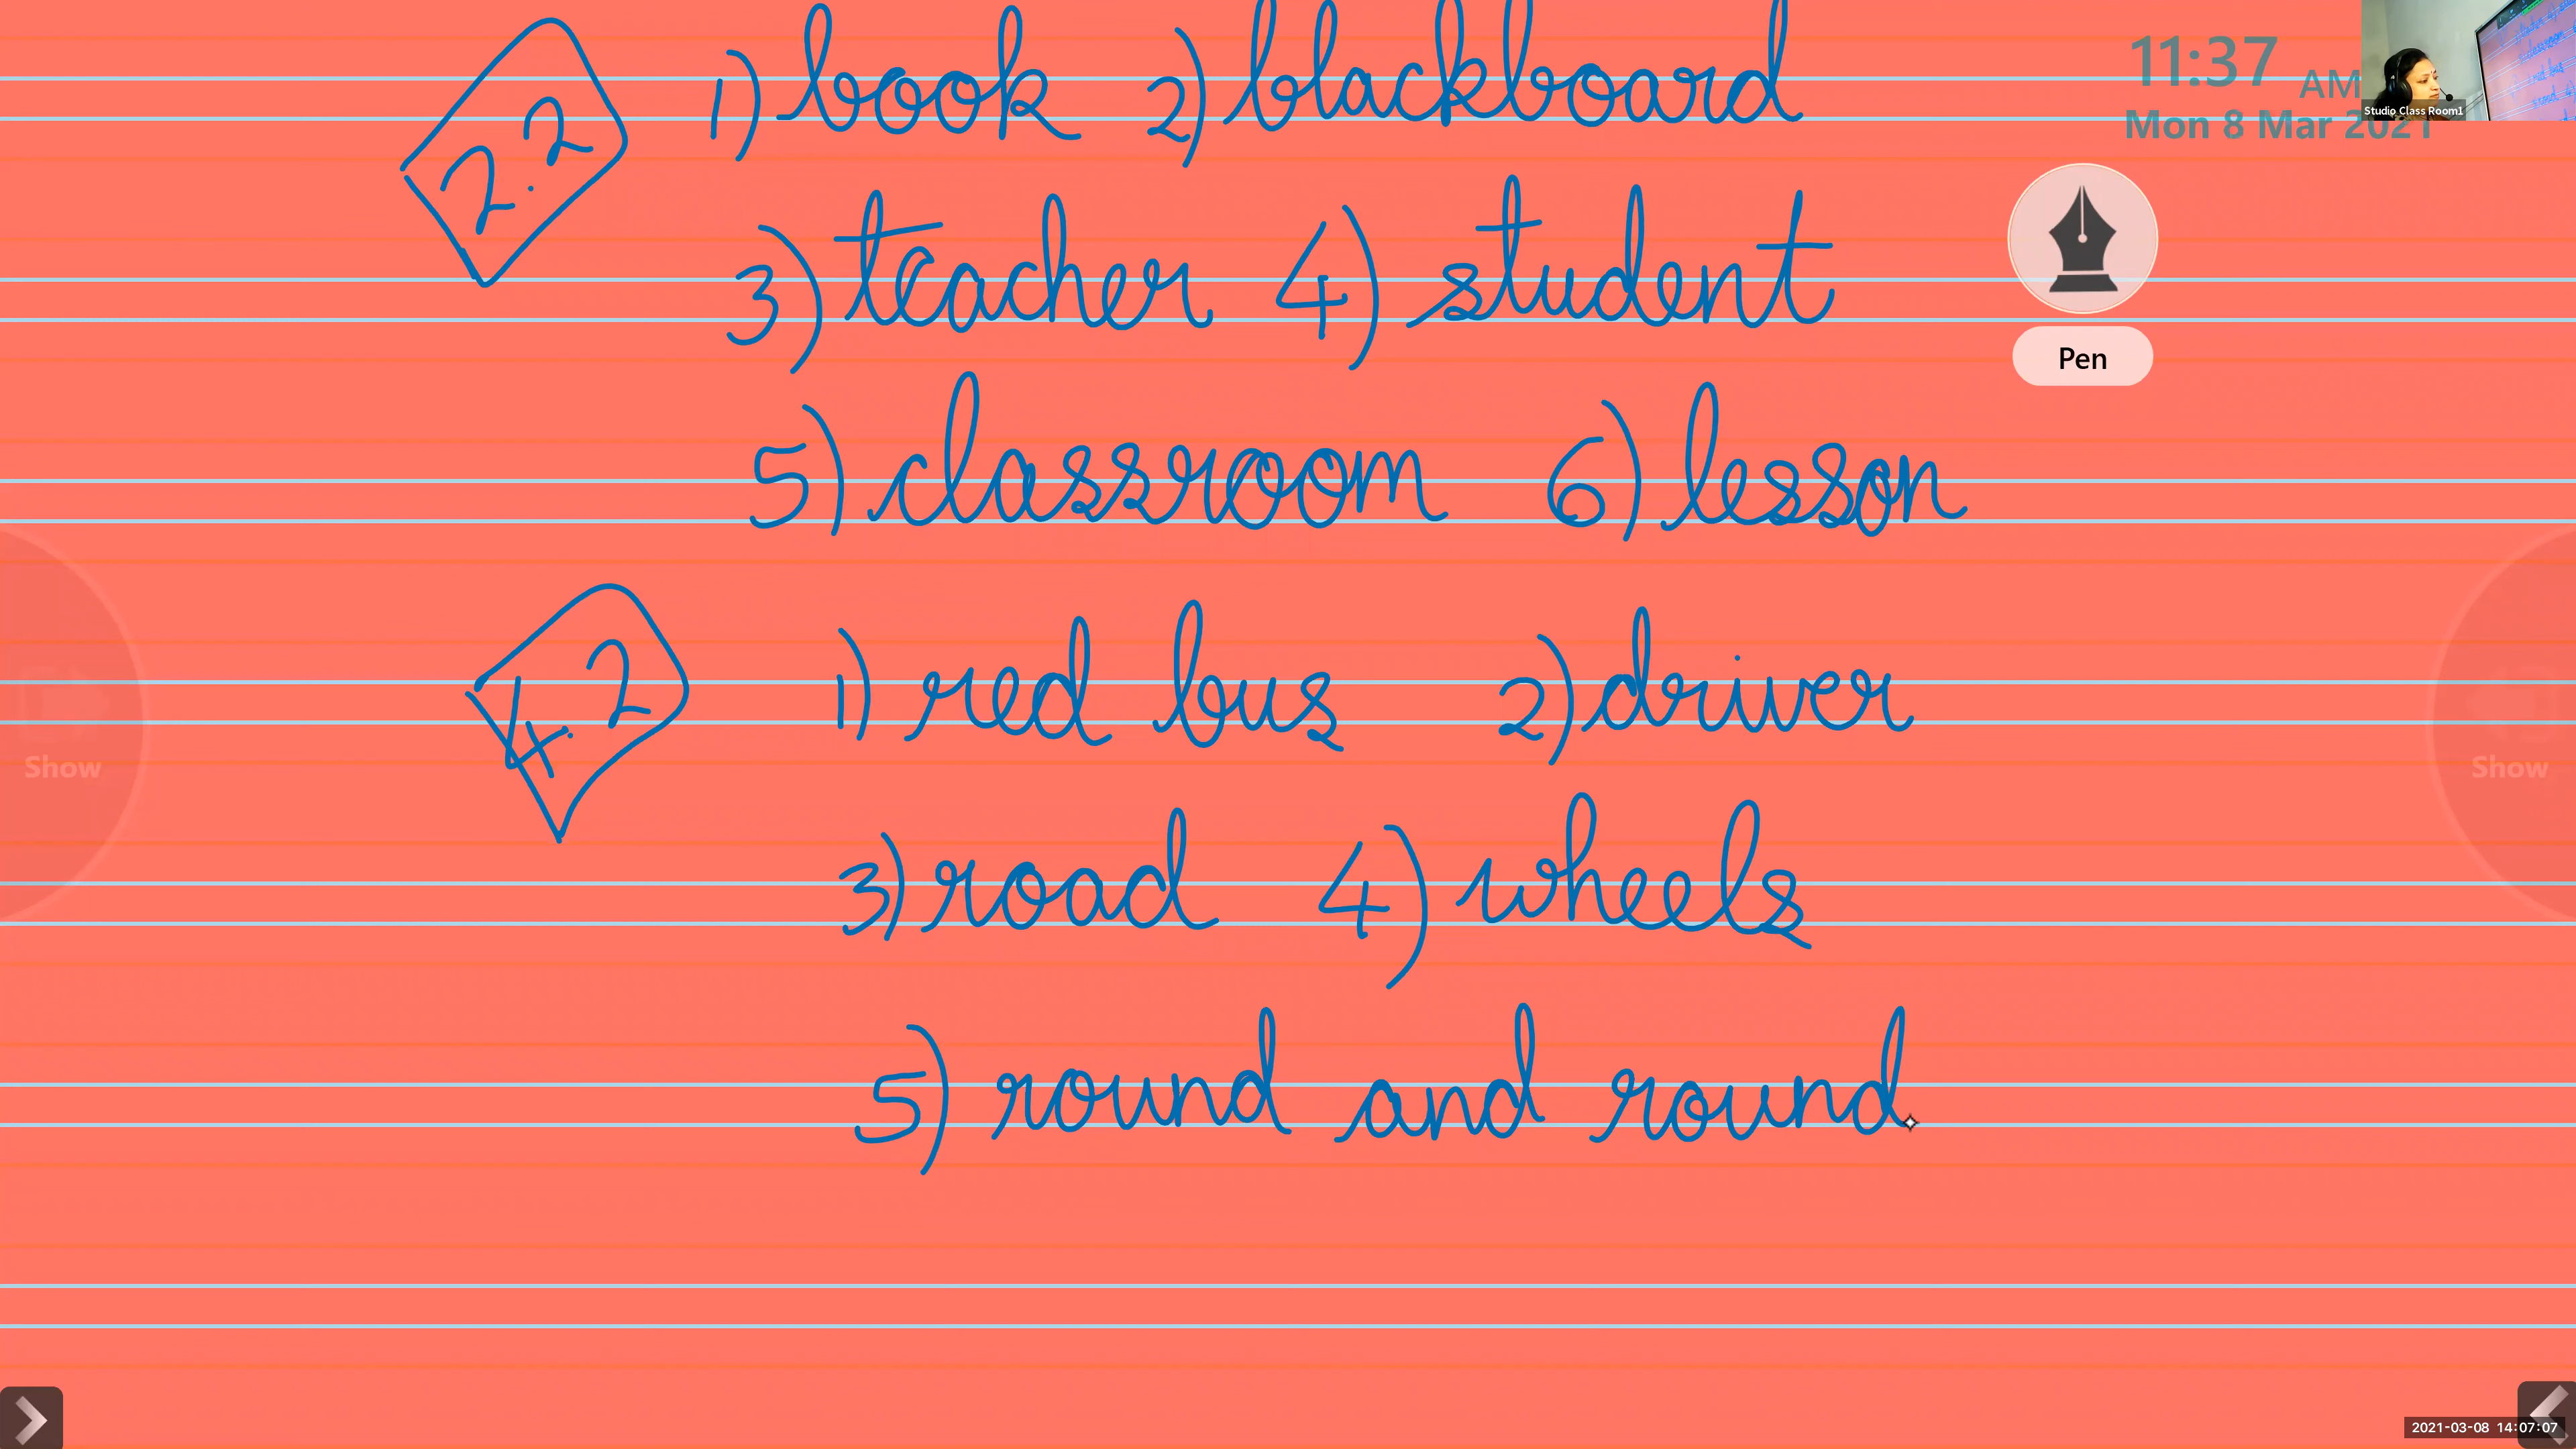 2.2 1) book 2) blackboard
11:37 AM
Mon 8 Mar 2021
Studio Class Room1
3) teacher 4) student
Pen
5) classroom 6) lesson
4.2 1) red bus 2) driver
Show
Show
3) road 4) wheels
5) round and round
2021-03-08 14:07:07